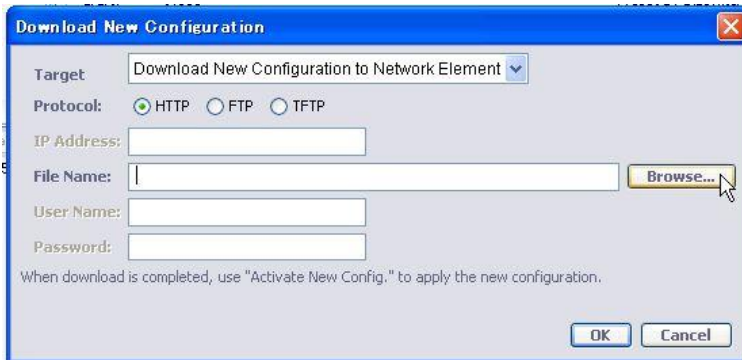 Download New Configuration
Target
Download New Configuration to Network Element
Protocol:
HTTP
FTP
TFTP
IP Address:
File Name:
Browse...
User Name:
Password:
When download is completed, use "Activate New Config." to apply the new configuration.
OK
Cancel